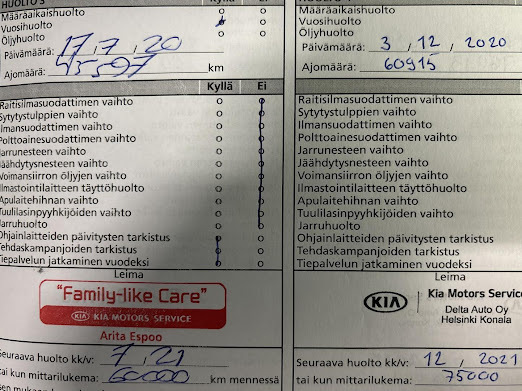 HUOLTO 3
Kyllä Ei
Määräaikaishuolto
Vuosihuolto
Öljyhuolto
Päivämäärä: 17, 7, 20
Ajomäärä: 45597 km
Kyllä Ei
Raitisilmasuodattimen vaihto
Sytytystulppien vaihto
Ilmansuodattimen vaihto
Polttoainesuodattimen vaihto
Jarrunesteen vaihto
Jäähdytysnesteen vaihto
Voimansiirron öljyjen vaihto
Ilmastointilaitteen täyttöhuolto
Apulaitehihnan vaihto
Tuulilasinpyyhkijöiden vaihto
Jarruhuolto
Ohjainlaitteiden päivitysten tarkistus
Tehdaskampanjoiden tarkistus
Tiepalvelun jatkaminen vuodeksi
Leima
"Family-like Care"
KIA KIA MOTORS SERVICE
Arita Espoo
Seuraava huolto kk/v: 7, 21
tai kun mittarilukema: 60000 km mennessä
Määräaikaishuolto
Vuosihuolto
Öljyhuolto
Päivämäärä: 3, 12, 2020
Ajomäärä: 60915
Raitisilmasuodattimen vaihto
Sytytystulppien vaihto
Ilmansuodattimen vaihto
Polttoainesuodattimen vaihto
Jarrunesteen vaihto
Jäähdytysnesteen vaihto
Voimansiirron öljyjen vaihto
Ilmastointilaitteen täyttöhuolto
Apulaitehihnan vaihto
Tuulilasinpyyhkijöiden vaihto
Jarruhuolto
Ohjainlaitteiden päivitysten tarkistus
Tehdaskampanjoiden tarkistus
Tiepalvelun jatkaminen vuodeksi
Leima
KIA Kia Motors Service
Delta Auto Oy
Helsinki Konala
Seuraava huolto kk/v: 12, 2021
tai kun mittarilukema: 75000